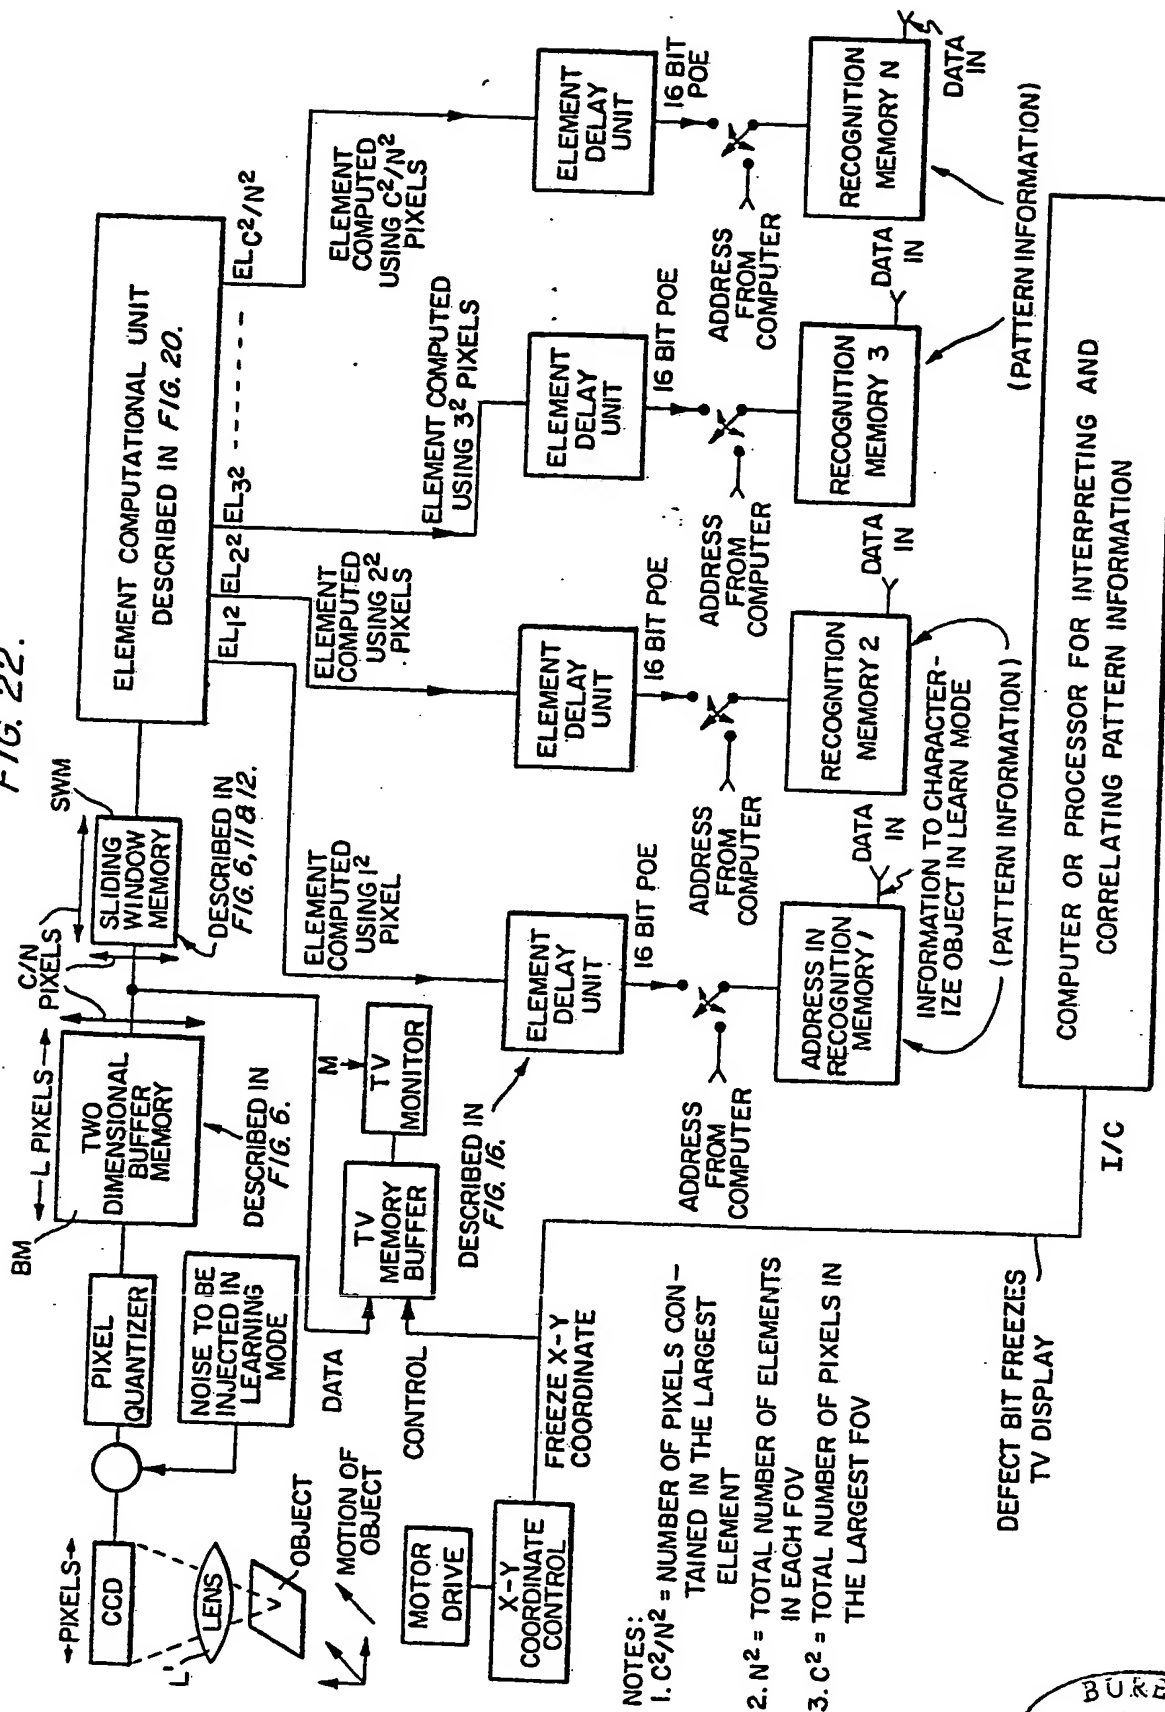 FIG. 22.
BM
←L PIXELS→
C/N
PIXELS
SWM
←PIXELS→
CCD
PIXEL
QUANTIZER
TWO
DIMENSIONAL
BUFFER
MEMORY
SLIDING
WINDOW
MEMORY
ELEMENT COMPUTATIONAL UNIT
DESCRIBED IN FIG. 20.
DESCRIBED IN
FIG. 6.
DESCRIBED IN
FIG. 6, 11 & 12.
L'
LENS
OBJECT
MOTION OF
OBJECT
NOISE TO BE
INJECTED IN
LEARNING
MODE
DATA
CONTROL
TV
MEMORY
BUFFER
M
TV
MONITOR
EL1²
EL2²
EL3²
ELC²/N²
ELEMENT
COMPUTED
USING 1²
PIXEL
ELEMENT
COMPUTED
USING 2²
PIXELS
ELEMENT COMPUTED
USING 3² PIXELS
ELEMENT
COMPUTED
USING C²/N²
PIXELS
MOTOR
DRIVE
X-Y
COORDINATE
CONTROL
FREEZE X-Y
COORDINATE
DESCRIBED IN
FIG. 16.
ELEMENT
DELAY
UNIT
ELEMENT
DELAY
UNIT
ELEMENT
DELAY
UNIT
ELEMENT
DELAY
UNIT
16 BIT POE
16 BIT POE
16 BIT POE
16 BIT
POE
ADDRESS
FROM
COMPUTER
ADDRESS
FROM
COMPUTER
ADDRESS
FROM
COMPUTER
ADDRESS
FROM
COMPUTER
ADDRESS IN
RECOGNITION
MEMORY 1
DATA
IN
RECOGNITION
MEMORY 2
DATA
IN
RECOGNITION
MEMORY 3
DATA
IN
RECOGNITION
MEMORY N
DATA
IN
INFORMATION TO CHARACTER-
IZE OBJECT IN LEARN MODE
(PATTERN INFORMATION)
(PATTERN INFORMATION)
COMPUTER OR PROCESSOR FOR INTERPRETING AND
CORRELATING PATTERN INFORMATION
I/C
DEFECT BIT FREEZES
TV DISPLAY
NOTES:
1. C²/N² = NUMBER OF PIXELS CON-
TAINED IN THE LARGEST
ELEMENT
2. N² = TOTAL NUMBER OF ELEMENTS
IN EACH FOV
3. C² = TOTAL NUMBER OF PIXELS IN
THE LARGEST FOV